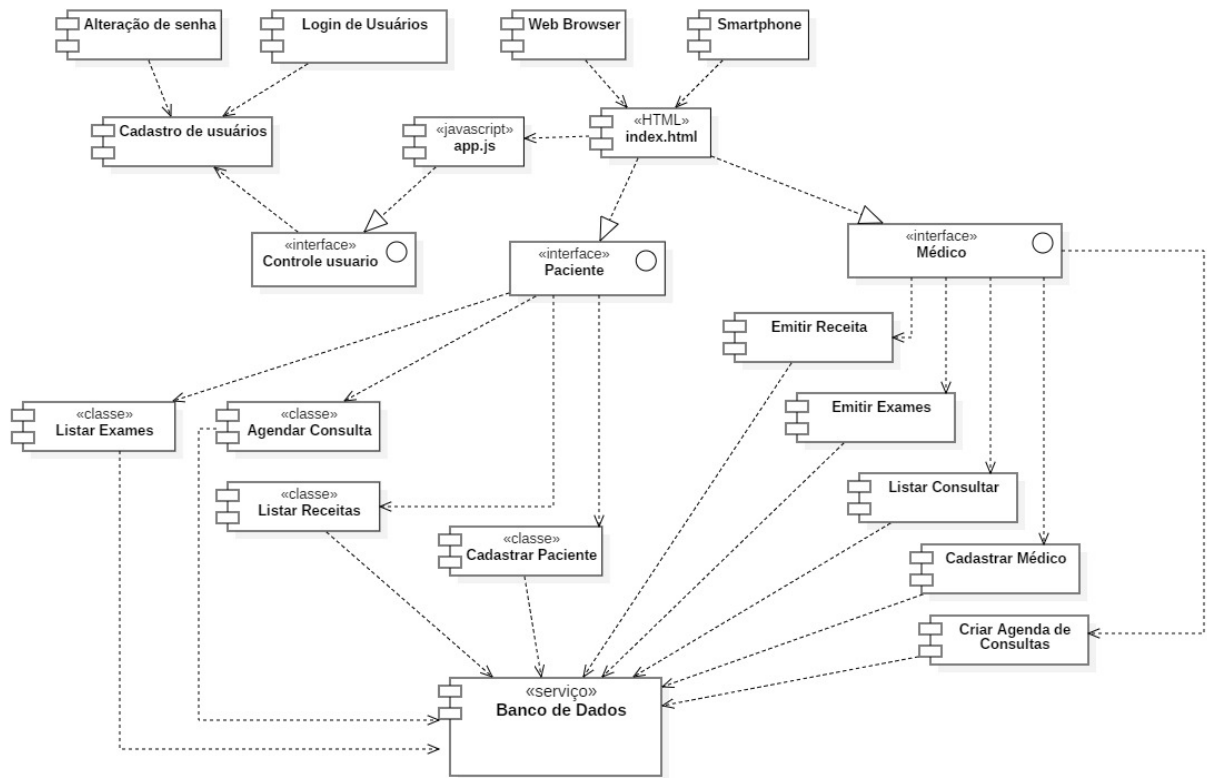 Alteração de senha
Login de Usuários
Web Browser
Smartphone
Cadastro de usuários
«javascript»
app.js
«HTML»
index.html
«interface»
Controle usuario
«interface»
Paciente
«interface»
Médico
Emitir Receita
Emitir Exames
«classe»
Listar Exames
«classe»
Agendar Consulta
«classe»
Listar Receitas
Listar Consultar
«classe»
Cadastrar Paciente
Cadastrar Médico
Criar Agenda de
Consultas
«serviço»
Banco de Dados